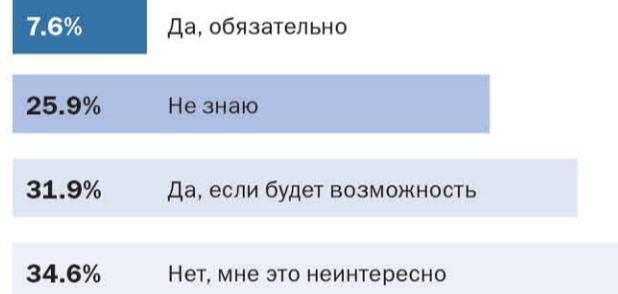 7.6% Да, обязательно
25.9% Не знаю
31.9% Да, если будет возможность
34.6% Нет, мне это неинтересно